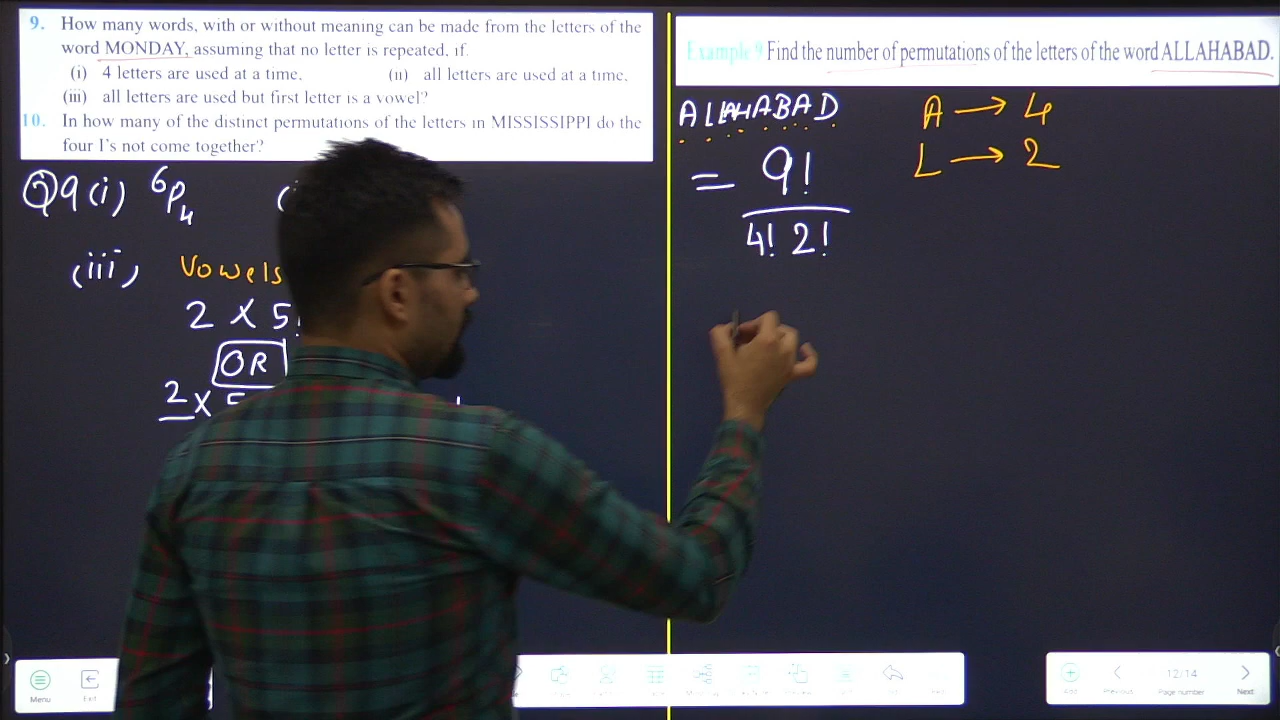 9. How many words, with or without meaning can be made from the letters of the
word MONDAY, assuming that no letter is repeated, if.
(i) 4 letters are used at a time. (ii) all letters are used at a time.
(iii) all letters are used but first letter is a vowel?
10. In how many of the distinct permutations of the letters in MISSISSIPPI do the
four I's not come together?
Q9(i) ⁶P₄ (i
(iii) Vowels
2 × 5!
OR
2 × 5
Example 9 Find the number of permutations of the letters of the word ALLAHABAD.
ALLAHABAD
A → 4
L → 2
= 9!
4! 2!
Menu Exit
Add Previous 12/14 Page number Next